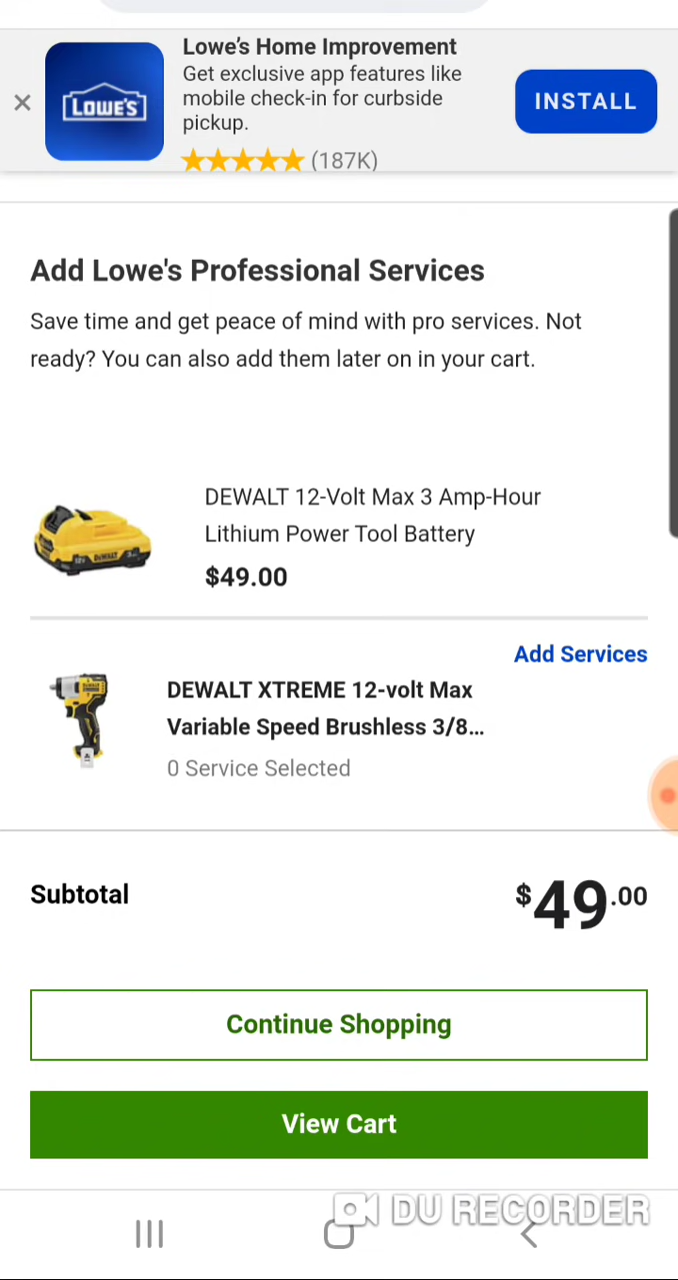 Lowe's Home Improvement
Get exclusive app features like
mobile check-in for curbside
pickup.
(187K)
INSTALL
LOWE'S
Add Lowe's Professional Services
Save time and get peace of mind with pro services. Not
ready? You can also add them later on in your cart.
DEWALT 12-Volt Max 3 Amp-Hour
Lithium Power Tool Battery
$49.00
DEWALT
Add Services
DEWALT XTREME 12-volt Max
Variable Speed Brushless 3/8...
0 Service Selected
Subtotal
$49.00
Continue Shopping
View Cart
DU RECORDER